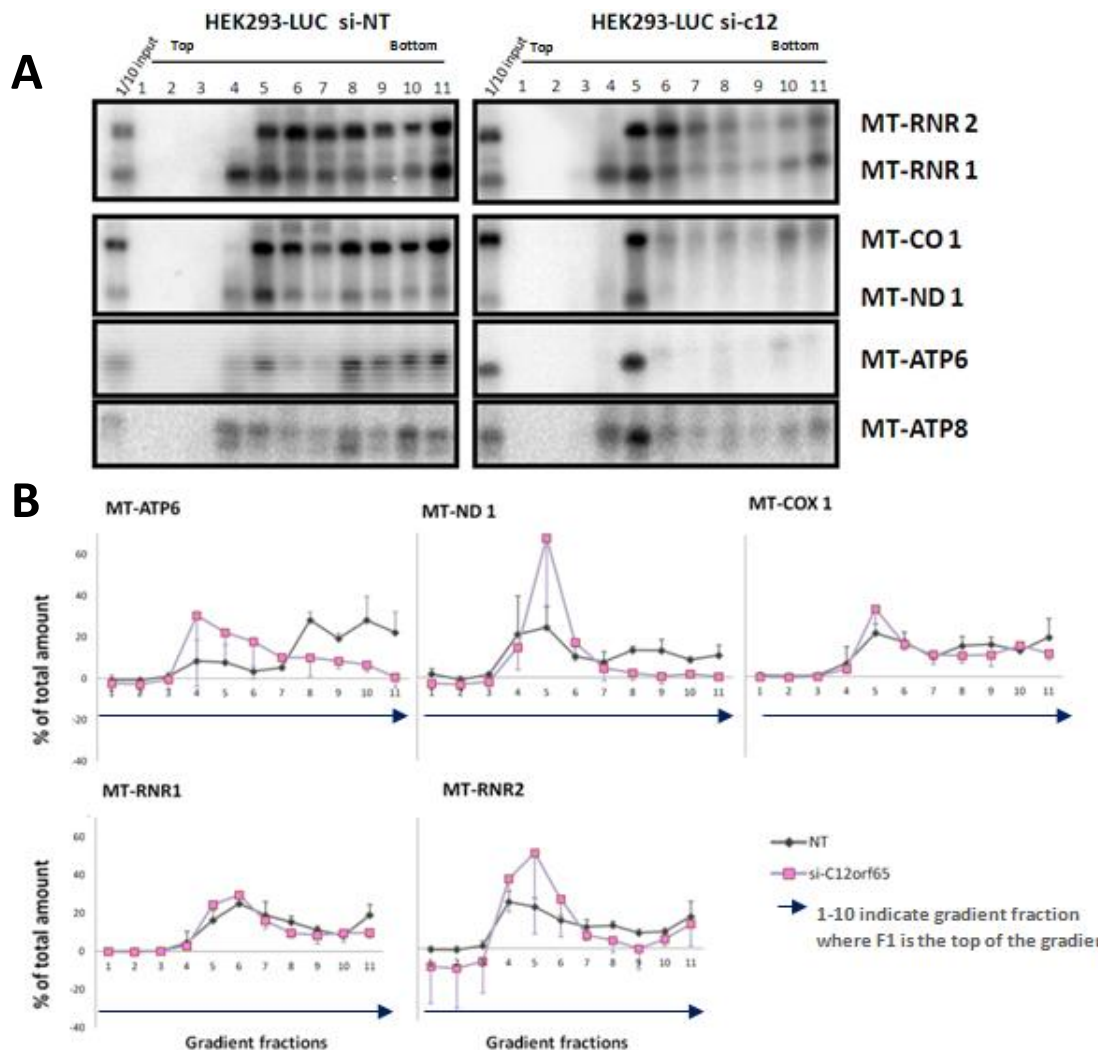 HEK293-LUC si-NT
HEK293-LUC si-c12
A
1/10 input
Top
Bottom
1/10 input
Top
Bottom
1 2 3 4 5 6 7 8 9 10 11
1 2 3 4 5 6 7 8 9 10 11
MT-RNR 2
MT-RNR 1
MT-CO 1
MT-ND 1
MT-ATP6
MT-ATP8
B
MT-ATP6
MT-ND 1
MT-COX 1
% of total amount
60
40
20
0
-20
-40
1 2 3 4 5 6 7 8 9 10 11
1 2 3 4 5 6 7 8 9 10 11
1 2 3 4 5 6 7 8 9 10 11
MT-RNR1
MT-RNR2
% of total amount
60
40
20
0
-20
-40
1 2 3 4 5 6 7 8 9 10 11
4 5 6 7 8 9 10 11
NT
si-C12orf65
1-10 indicate gradient fraction
where F1 is the top of the gradie
Gradient fractions
Gradient fractions